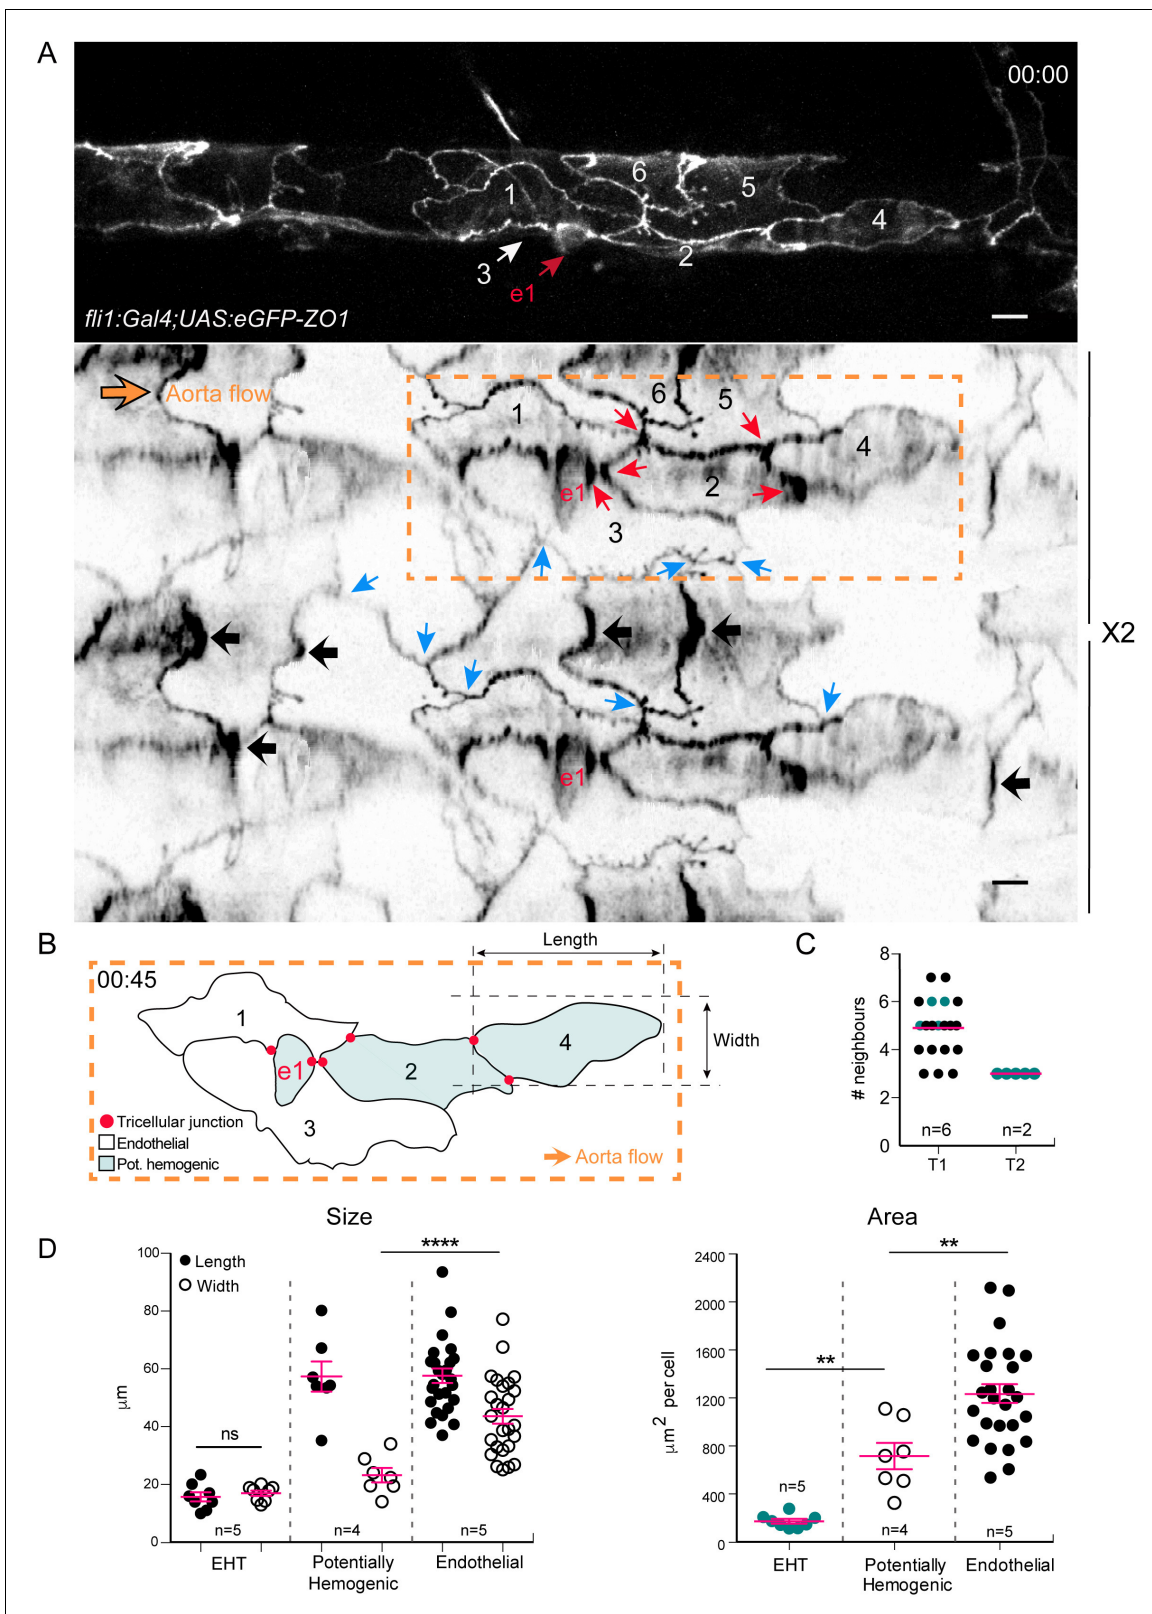 A
00:00
6
1
5
4
3
2
e1
fli1:Gal4;UAS:eGFP-ZO1
Aorta flow
6
5
1
4
2
e1
3
X2
e1
B
C
Length
00:45
1
4
Width
e1
2
3
Tricellular junction
Endothelial
Pot. hemogenic
Aorta flow
# neighbours
8
6
4
2
0
n=6
n=2
T1
T2
D
Size
Length
Width
****
ns
µm
100
80
60
40
20
0
n=5
n=4
n=5
EHT
Potentially
Hemogenic
Endothelial
Area
**
**
µm2 per cell
2400
2000
1600
1200
800
400
0
n=5
n=4
n=5
EHT
Potentially
Hemogenic
Endothelial